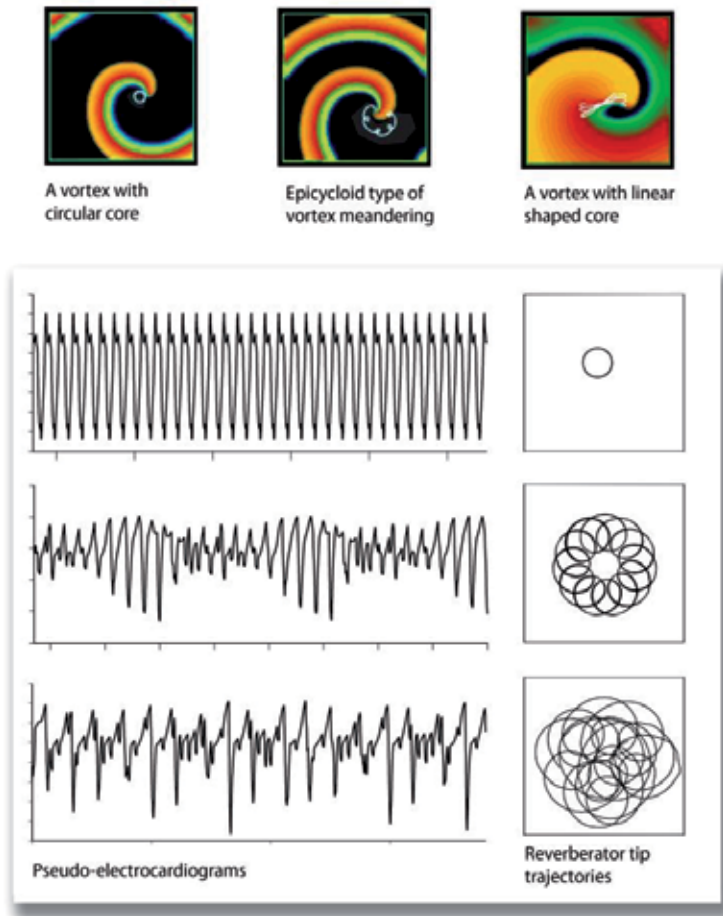 A vortex with
circular core
Epicycloid type of
vortex meandering
A vortex with linear
shaped core
Pseudo-electrocardiograms
Reverberator tip
trajectories